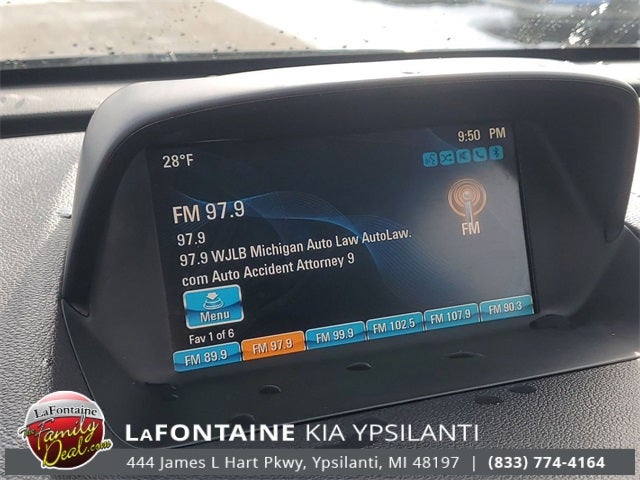 9:50 PM
28°F
FM 97.9
97.9
97.9 WJLB Michigan Auto Law AutoLaw.
com Auto Accident Attorney 9
FM
Menu
Fav 1 of 6
FM 89.9 FM 97.9 FM 99.9 FM 102.5 FM 107.9 FM 90.3
LaFontaine
The Family
Deal.com
LAFONTAINE KIA YPSILANTI
444 James L Hart Pkwy, Ypsilanti, MI 48197 | (833) 774-4164